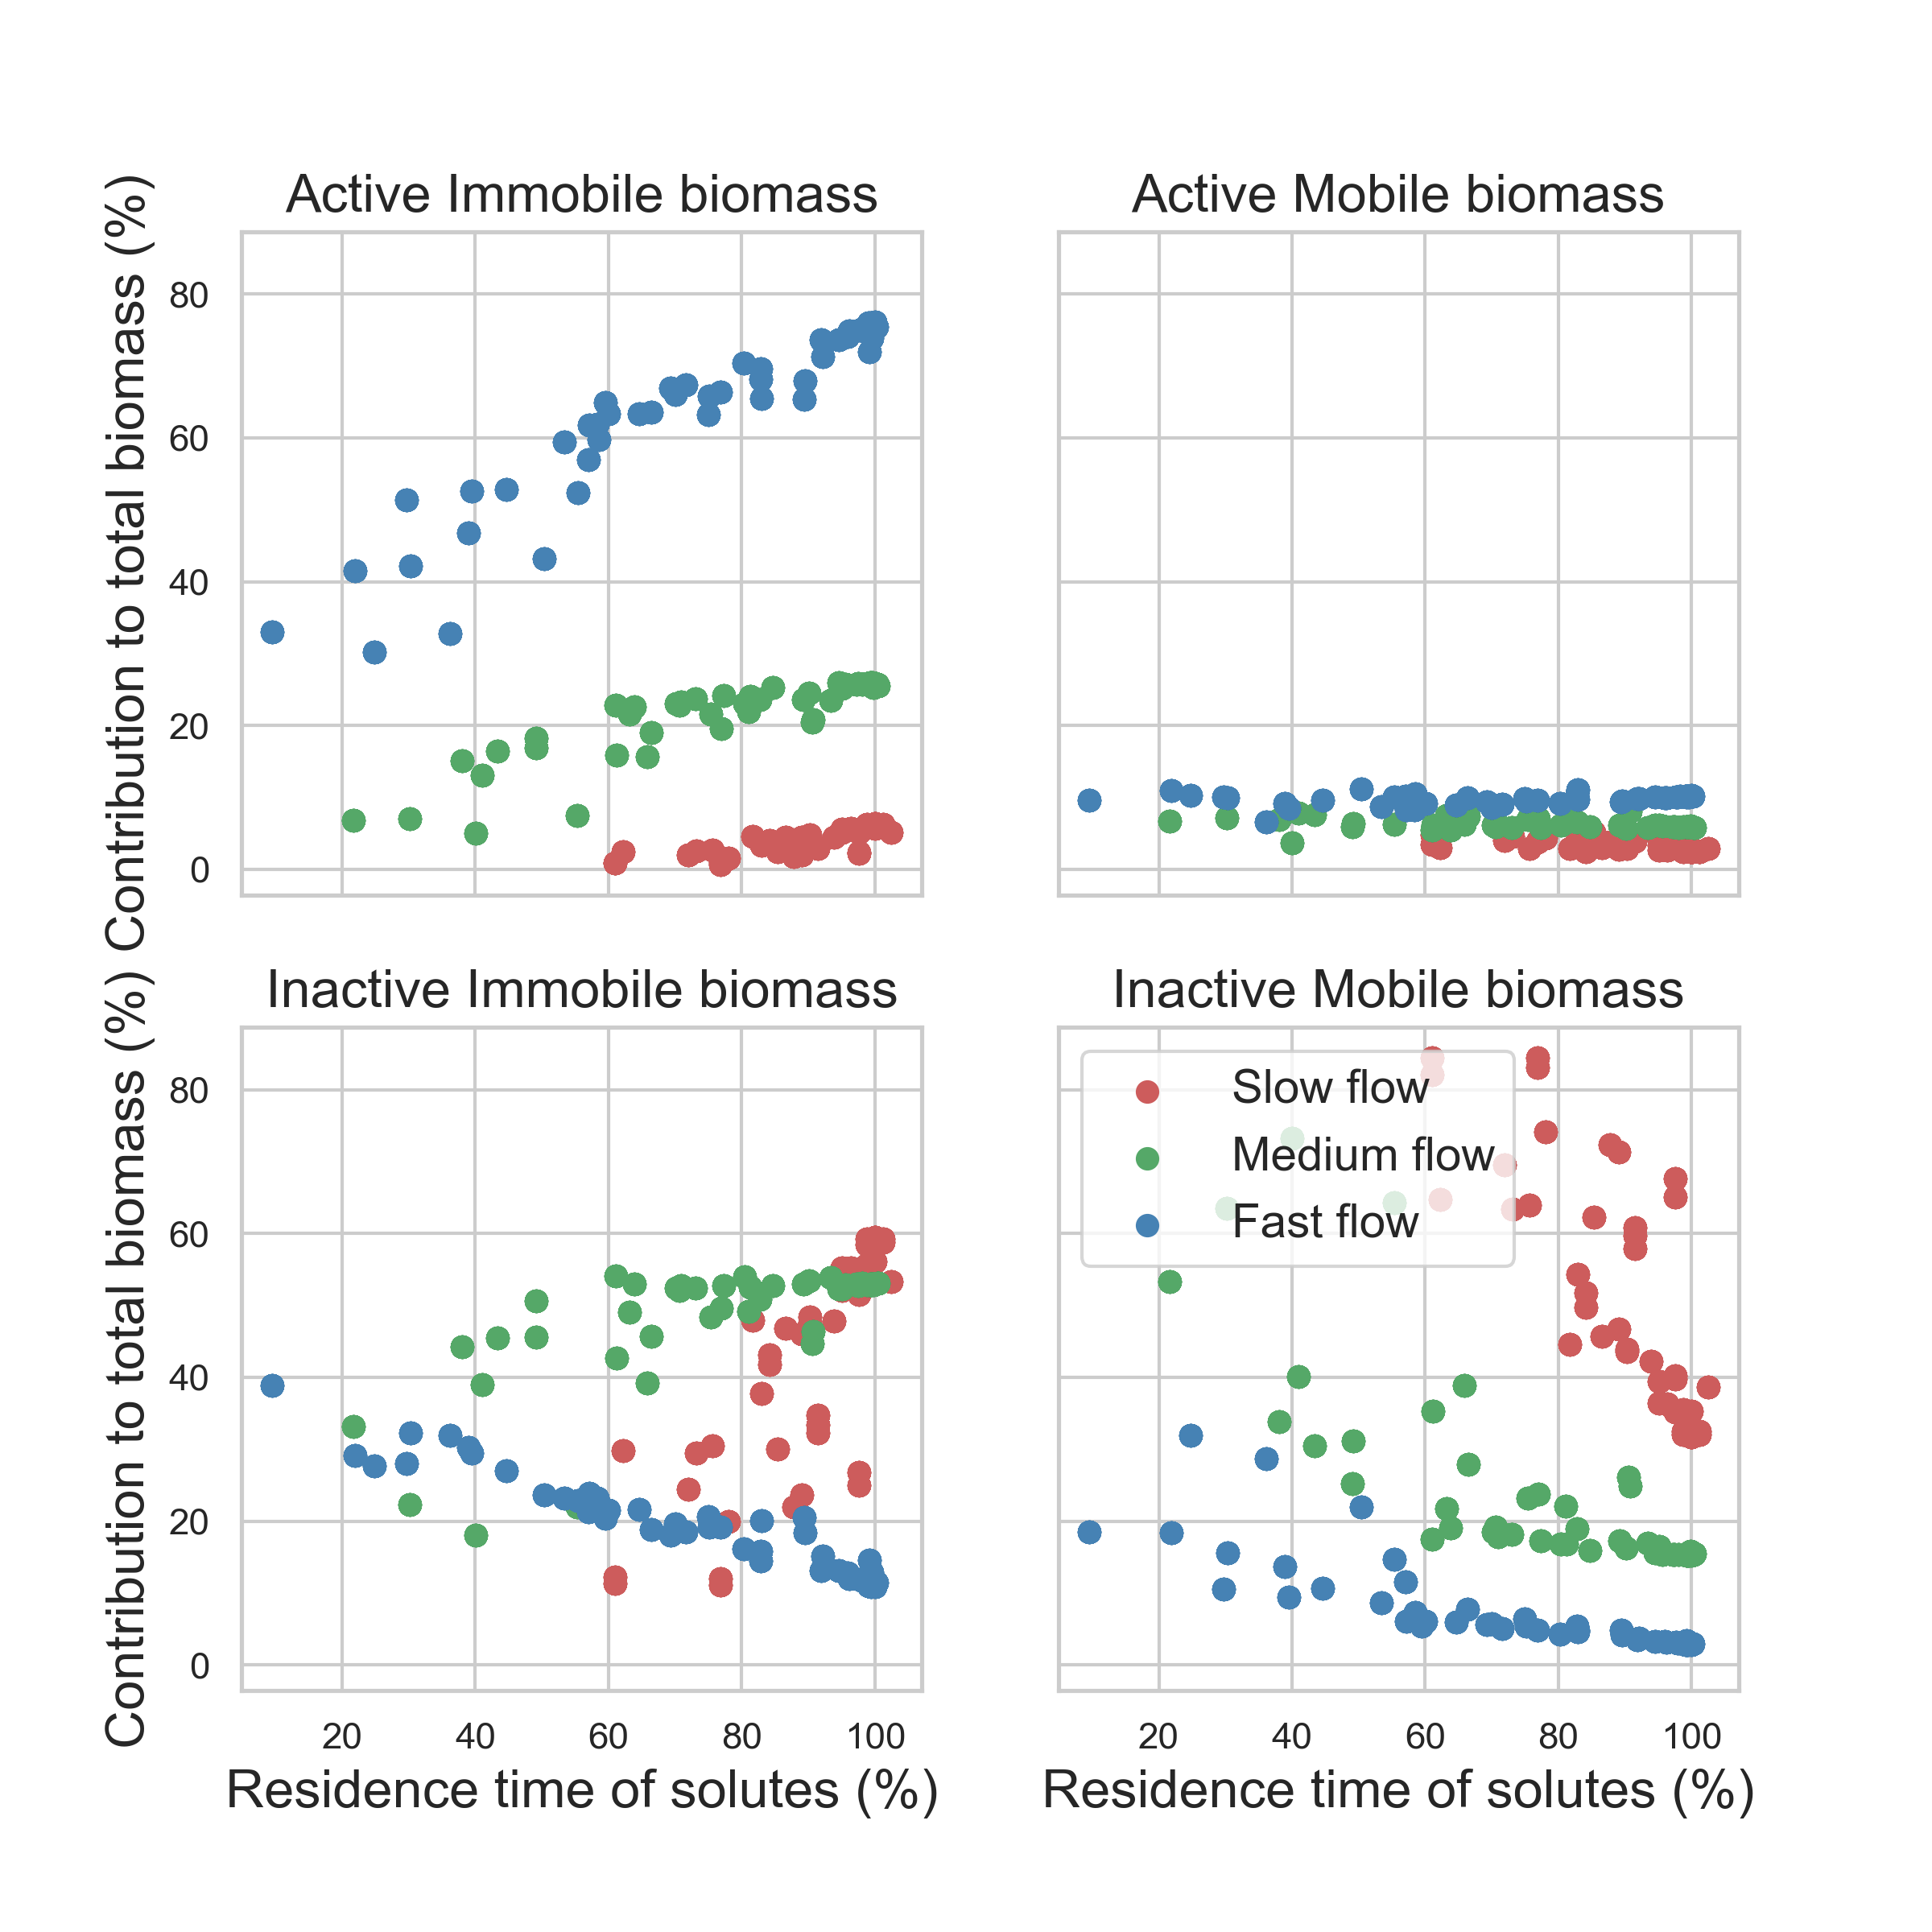 Active Immobile biomass
Active Mobile biomass
Contribution to total biomass (%)
80
60
40
20
0
Inactive Immobile biomass
Inactive Mobile biomass
Contribution to total biomass (%)
80
60
40
20
0
Slow flow
Medium flow
Fast flow
20 40 60 80 100
20 40 60 80 100
Residence time of solutes (%)
Residence time of solutes (%)